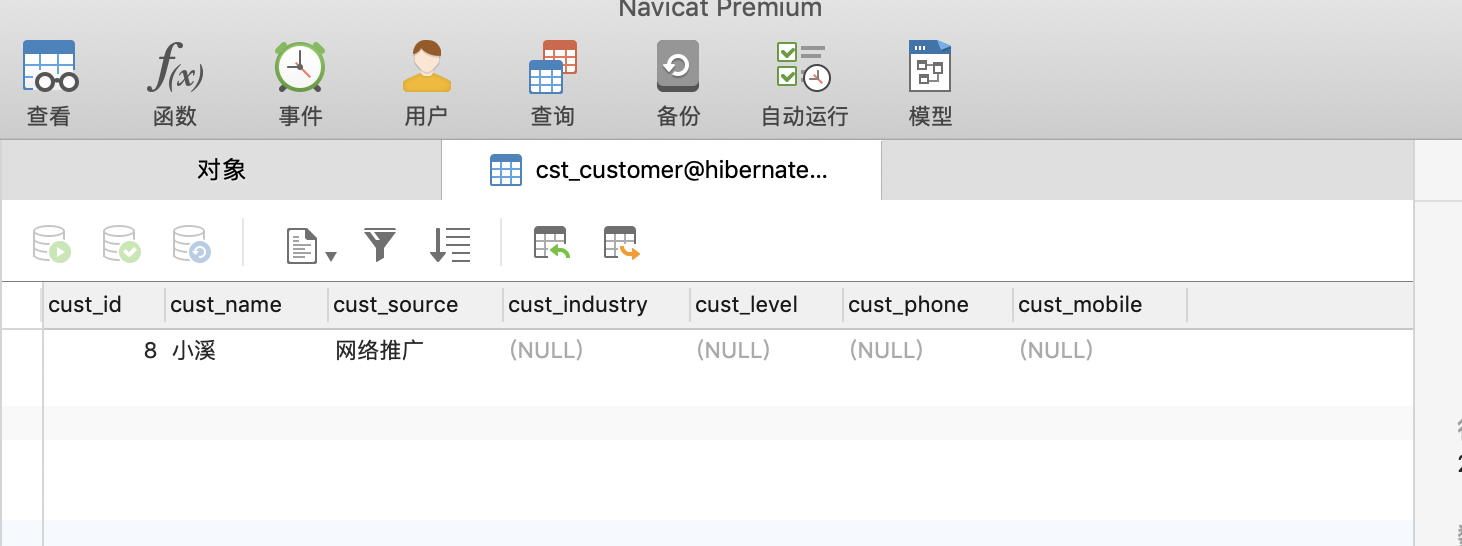 Navicat Premium
查看 函数 事件 用户 查询 备份 自动运行 模型
对象 cst_customer@hibernate...
cust_id cust_name cust_source cust_industry cust_level cust_phone cust_mobile
8 小溪 网络推广 (NULL) (NULL) (NULL) (NULL)